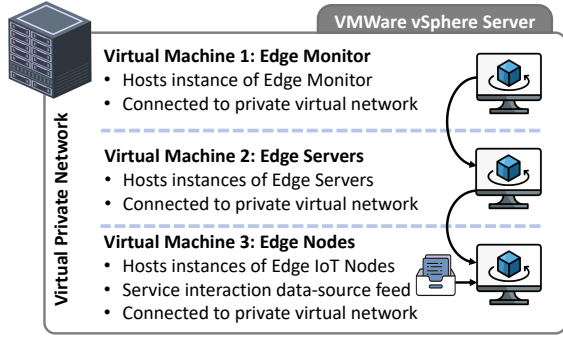 VMWare vSphere Server
Virtual Private Network
Virtual Machine 1: Edge Monitor
• Hosts instance of Edge Monitor
• Connected to private virtual network
Virtual Machine 2: Edge Servers
• Hosts instances of Edge Servers
• Connected to private virtual network
Virtual Machine 3: Edge Nodes
• Hosts instances of Edge IoT Nodes
• Service interaction data-source feed
• Connected to private virtual network